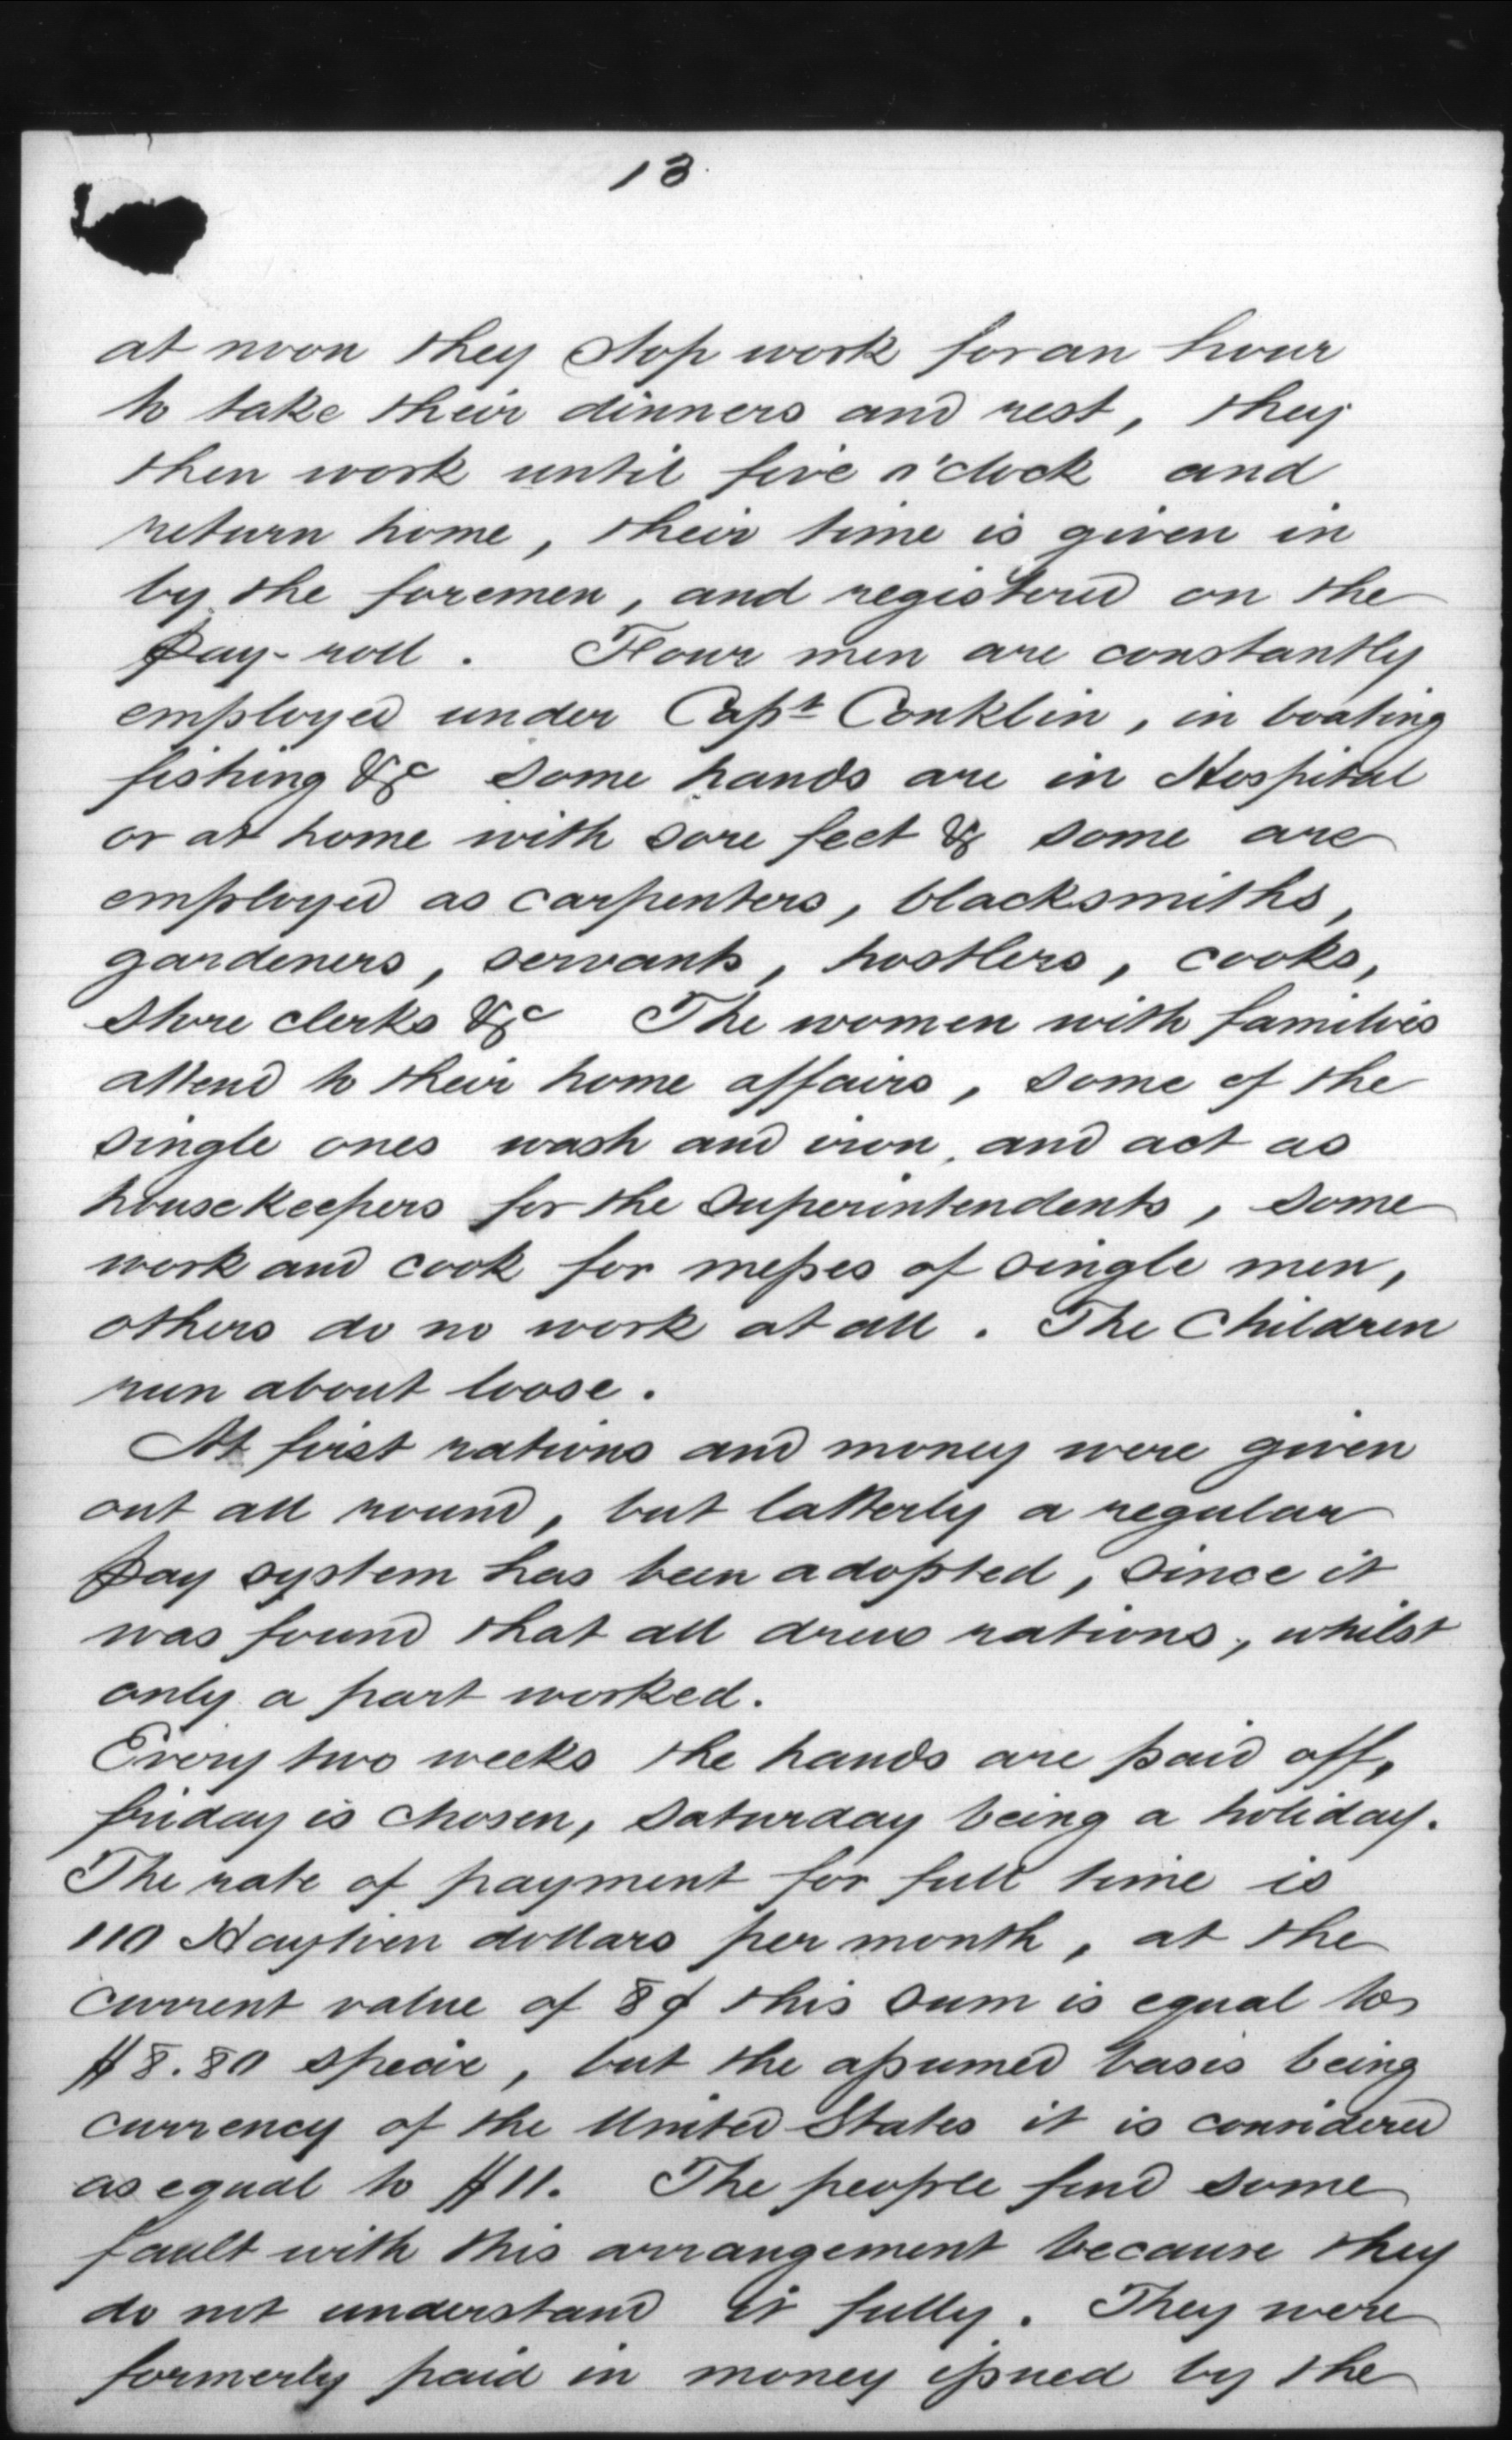 13.
at noon they stop work for an hour
to take their dinners and rest, they
then work until five o'clock and
return home, their time is given in
by the foremen, and registered on the
pay-roll. Four men are constantly
employed under Capt Conklin, in boating
fishing &c some hands are in Hospital
or at home with sore feet & some are
employed as carpenters, blacksmiths,
gardeners, servants, hostlers, cooks,
store clerks &c The women with families
attend to their home affairs, some of the
single ones wash and iron, and act as
housekeepers for the superintendents, some
work and cook for messes of single men,
others do no work at all. The Children
run about loose.
At first rations and money were given
out all round, but latterly a regular
pay system has been adopted, since it
was found that all drew rations, whilst
only a part worked.
Every two weeks the hands are paid off,
friday is chosen, saturday being a holiday.
The rate of payment for full time is
110 Haytien dollars per month, at the
current value of 8¢ this sum is equal to
$8.80 specie, but the assumed basis being
currency of the United States it is considered
as equal to $11. The people find some
fault with this arrangement because they
do not understand it fully. They were
formerly paid in money issued by the